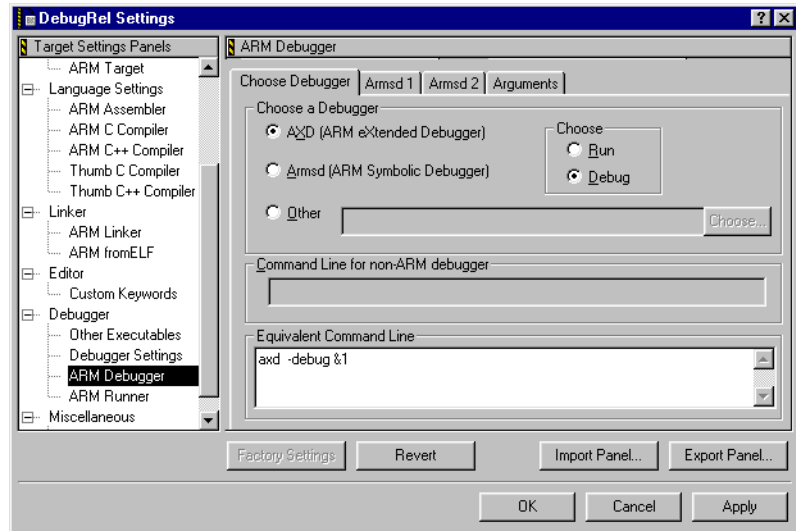 DebugRel Settings
Target Settings Panels
ARM Target
Language Settings
ARM Assembler
ARM C Compiler
ARM C++ Compiler
Thumb C Compiler
Thumb C++ Compiler
Linker
ARM Linker
ARM fromELF
Editor
Custom Keywords
Debugger
Other Executables
Debugger Settings
ARM Debugger
ARM Runner
Miscellaneous
ARM Debugger
Choose Debugger Armsd 1 Armsd 2 Arguments
Choose a Debugger
AXD (ARM eXtended Debugger)
Armsd (ARM Symbolic Debugger)
Other
Choose...
Choose
Run
Debug
Command Line for non-ARM debugger
Equivalent Command Line
axd -debug &1
Factory Settings Revert Import Panel... Export Panel...
OK Cancel Apply